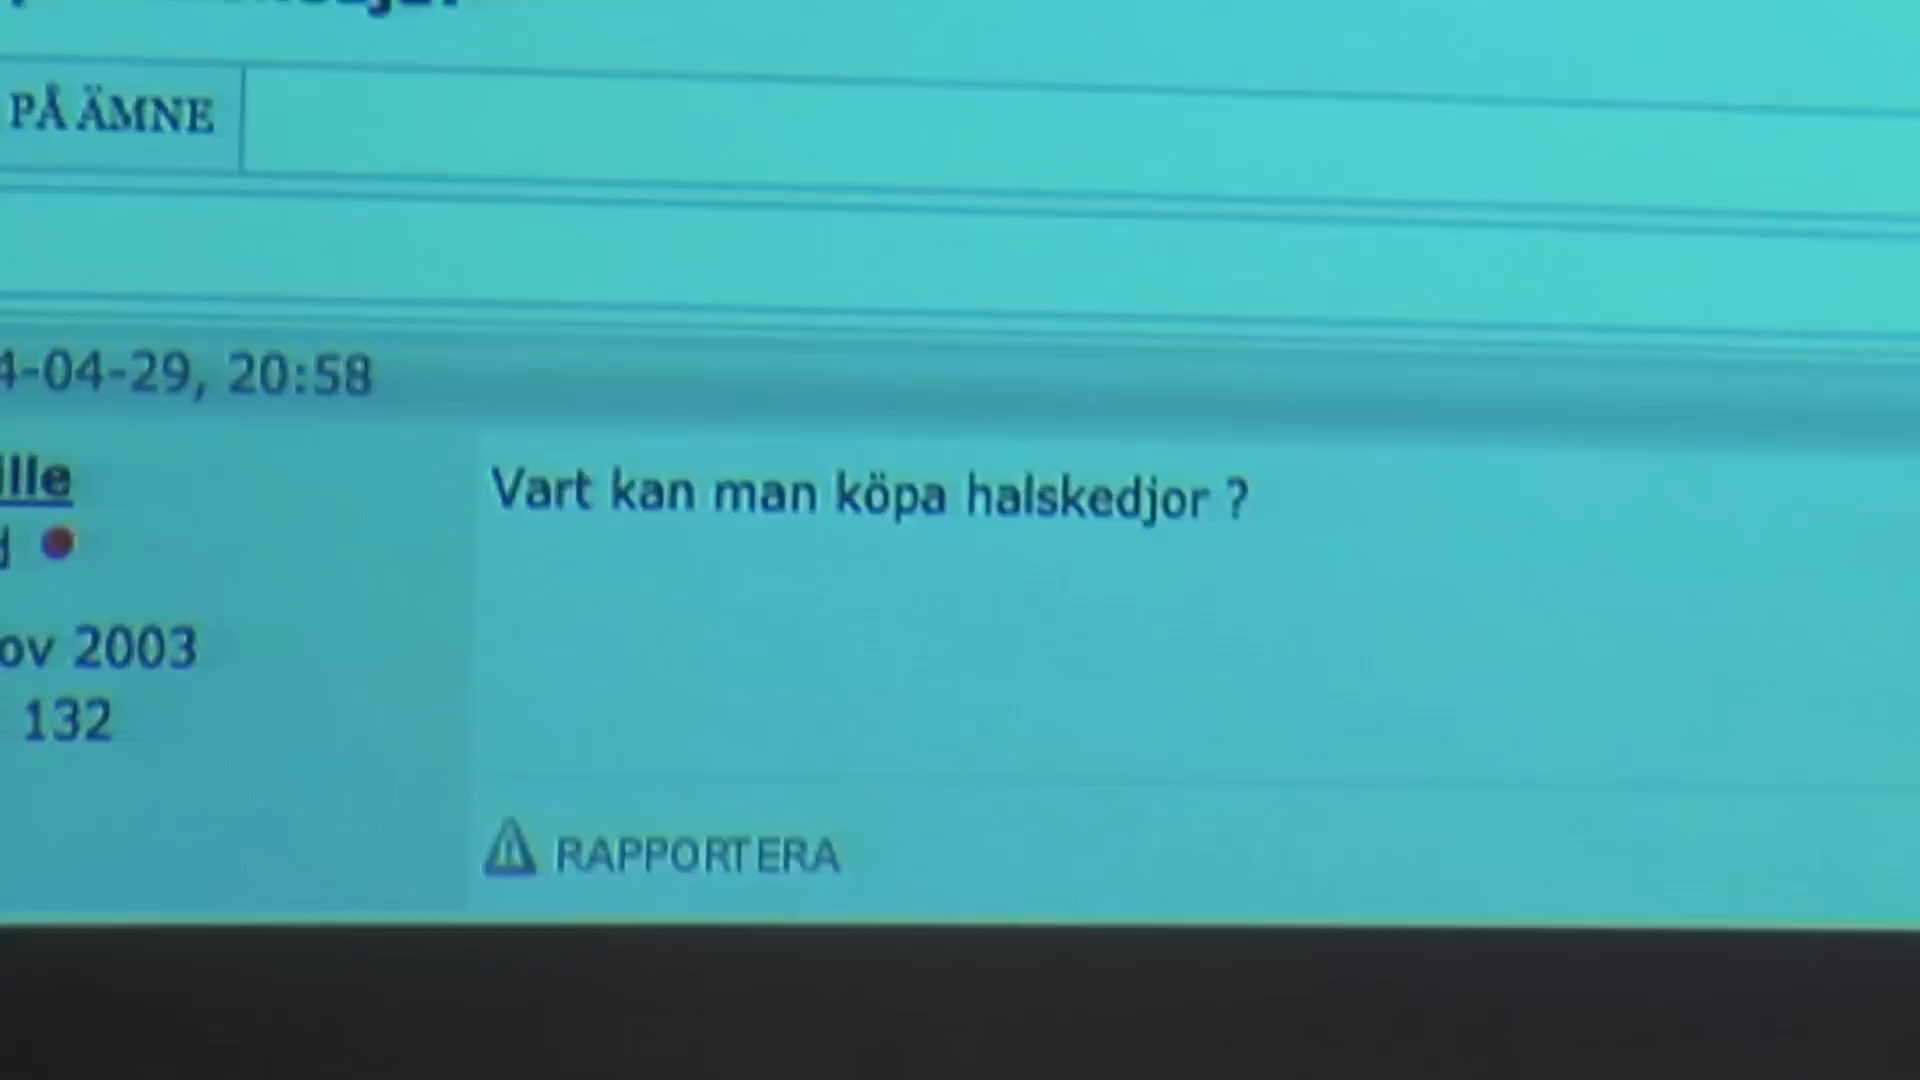 PÅ ÄMNE
4-04-29, 20:58
ille
Vart kan man köpa halskedjor ?
ov 2003
132
RAPPORTERA